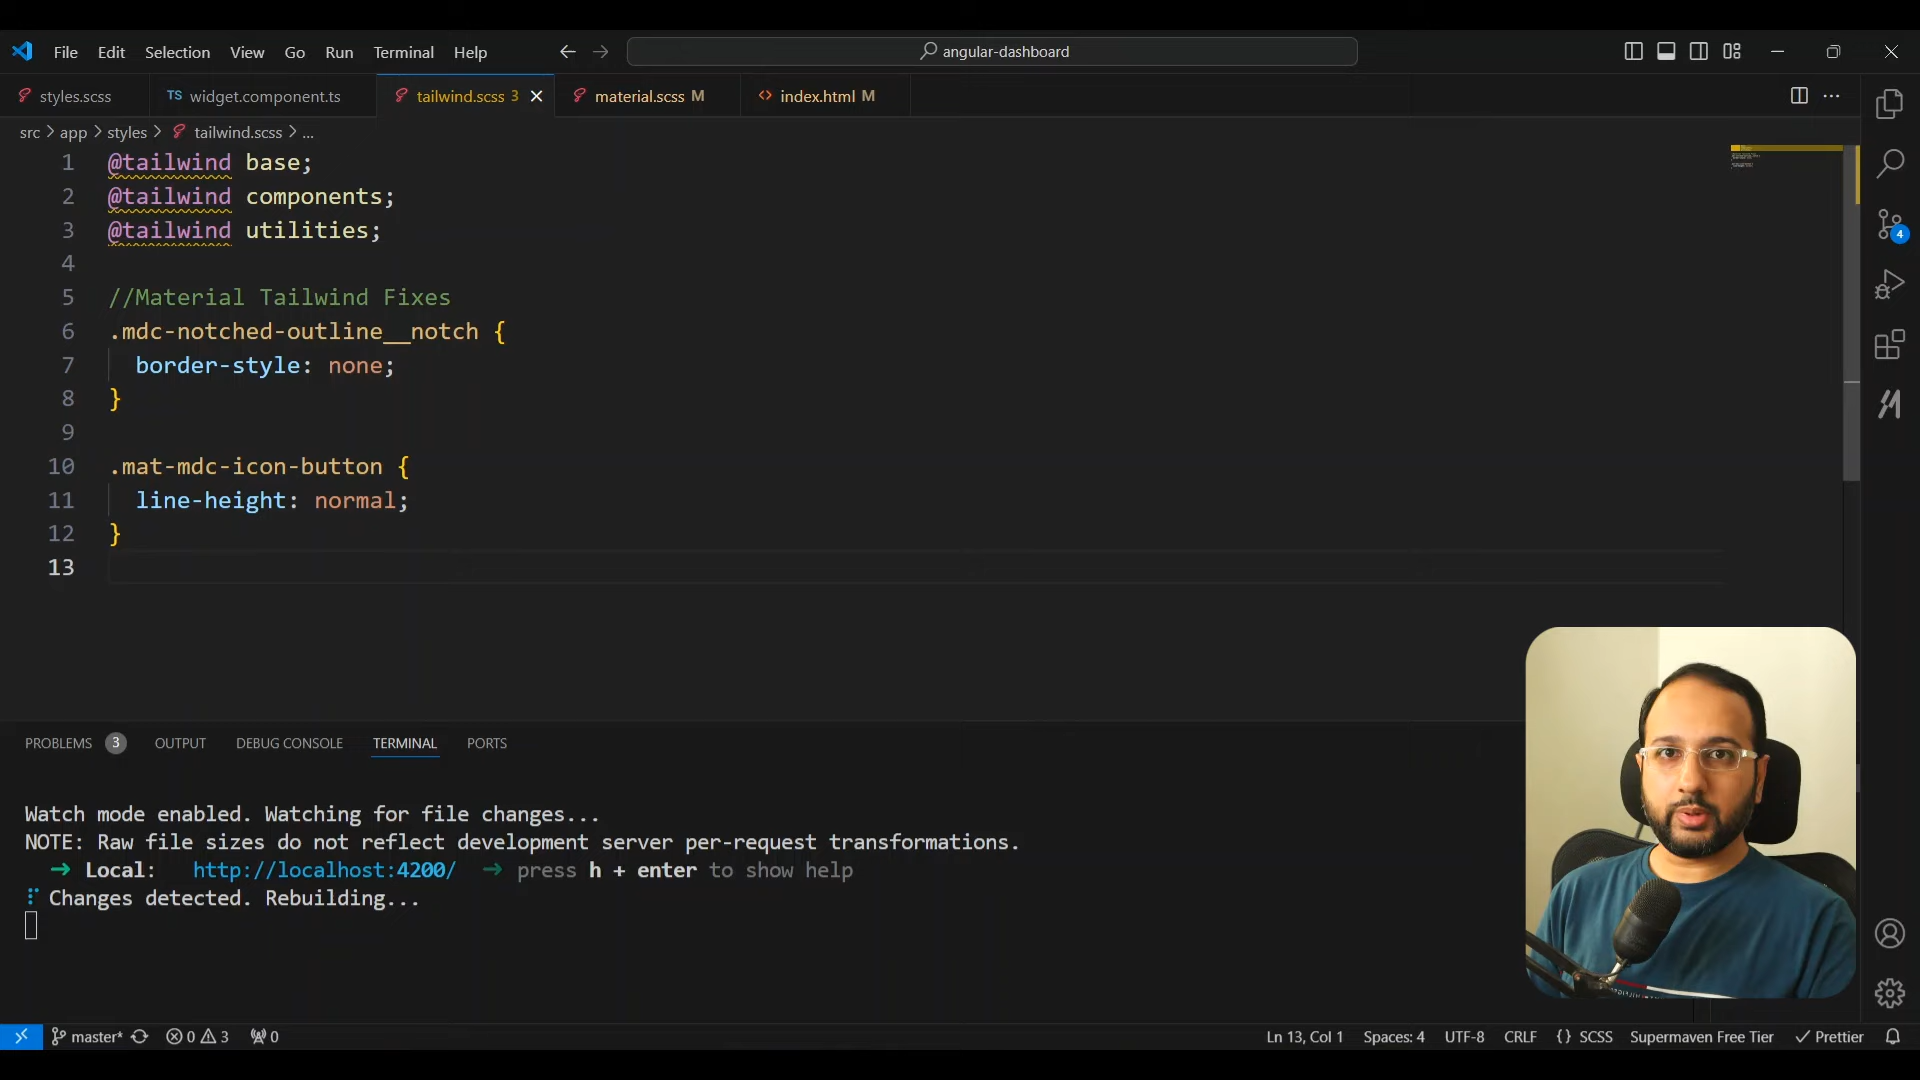 File Edit Selection View Go Run Terminal Help angular-dashboard
styles.scss TS widget.component.ts tailwind.scss 3 material.scss M <> index.html M
src > app > styles > tailwind.scss > ...
1 @tailwind base;
2 @tailwind components;
3 @tailwind utilities;
4
5 //Material Tailwind Fixes
6 .mdc-notched-outline__notch {
7 border-style: none;
8 }
9
10 .mat-mdc-icon-button {
11 line-height: normal;
12 }
13
4
PROBLEMS 3 OUTPUT DEBUG CONSOLE TERMINAL PORTS
Watch mode enabled. Watching for file changes...
NOTE: Raw file sizes do not reflect development server per-request transformations.
➜ Local: http://localhost:4200/ ➜ press h + enter to show help
Changes detected. Rebuilding...
master* 0 3 0 Ln 13, Col 1 Spaces: 4 UTF-8 CRLF {} SCSS Supermaven Free Tier Prettier